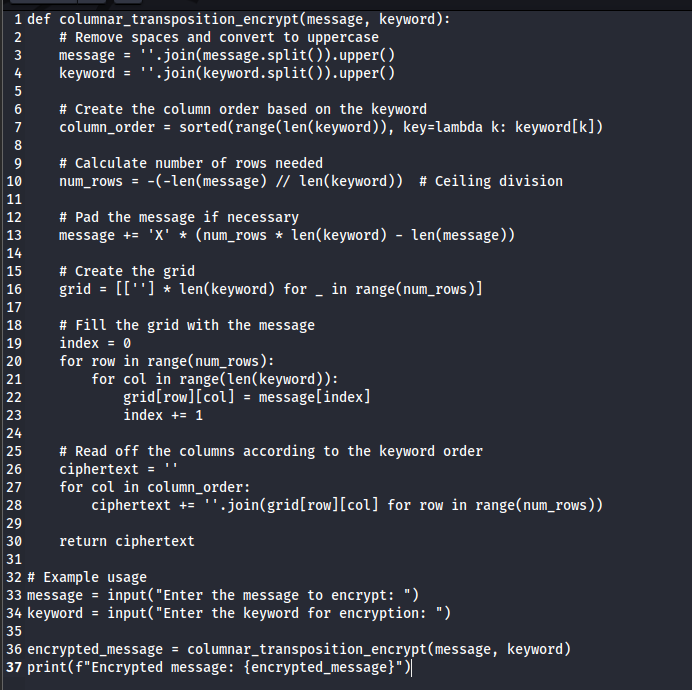 1 def columnar_transposition_encrypt(message, keyword):
2     # Remove spaces and convert to uppercase
3     message = ''.join(message.split()).upper()
4     keyword = ''.join(keyword.split()).upper()
5
6     # Create the column order based on the keyword
7     column_order = sorted(range(len(keyword)), key=lambda k: keyword[k])
8
9     # Calculate number of rows needed
10     num_rows = -(-len(message) // len(keyword))  # Ceiling division
11
12     # Pad the message if necessary
13     message += 'X' * (num_rows * len(keyword) - len(message))
14
15     # Create the grid
16     grid = [[''] * len(keyword) for _ in range(num_rows)]
17
18     # Fill the grid with the message
19     index = 0
20     for row in range(num_rows):
21         for col in range(len(keyword)):
22             grid[row][col] = message[index]
23             index += 1
24
25     # Read off the columns according to the keyword order
26     ciphertext = ''
27     for col in column_order:
28         ciphertext += ''.join(grid[row][col] for row in range(num_rows))
29
30     return ciphertext
31
32 # Example usage
33 message = input("Enter the message to encrypt: ")
34 keyword = input("Enter the keyword for encryption: ")
35
36 encrypted_message = columnar_transposition_encrypt(message, keyword)
37 print(f"Encrypted message: {encrypted_message}")